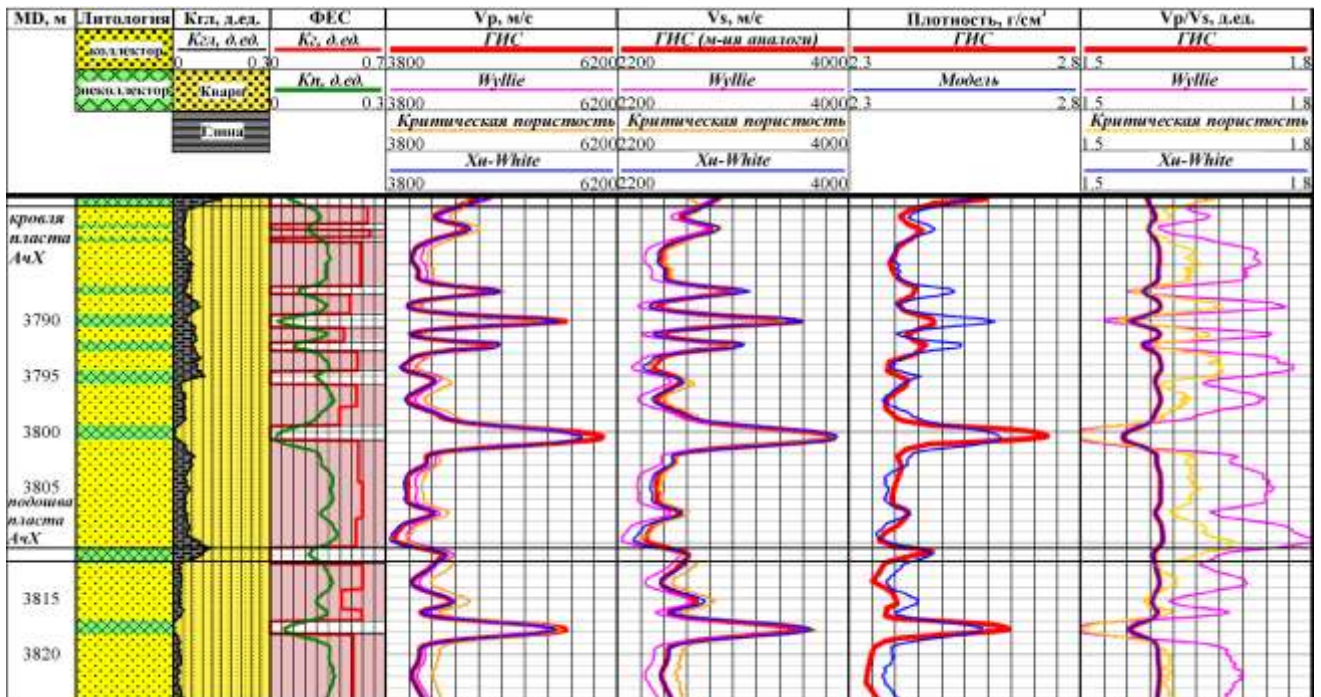 MD, м Литология Кгл, д.ед. ФЕС Vp, м/с Vs, м/с Плотность, г/см³ Vp/Vs, д.ед.
коллектор Кгл, д.ед. Кг, д.ед. ГИС ГИС (м-ия аналоги) ГИС ГИС
0 0.3 0 0.7 3800 6200 2200 4000 2.3 2.8 1.5 1.8
неколлектор Кварц Кп, д.ед. Wyllie Wyllie Модель Wyllie
0 0.3 3800 6200 2200 4000 2.3 2.8 1.5 1.8
Глина Критическая пористость Критическая пористость Критическая пористость
3800 6200 2200 4000 1.5 1.8
Xu-White Xu-White Xu-White
3800 6200 2200 4000 1.5 1.8
кровля
пласта
АчХ
3790
3795
3800
3805
подошва
пласта
АчХ
3815
3820